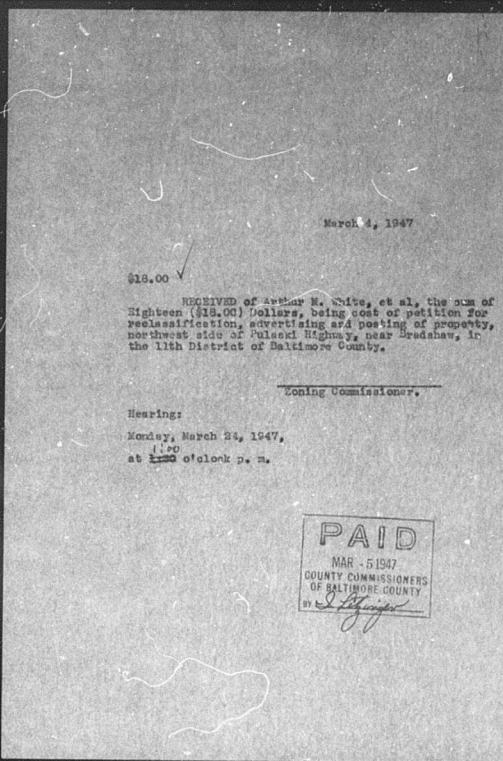 March 4, 1947
$18.00 ✓
RECEIVED of Arthur M. White, et al, the sum of
Eighteen ($18.00) Dollars, being cost of petition for
reclassification, advertising and posting of property,
northwest side of Pulaski Highway, near Bradshaw, in
the 11th District of Baltimore County.
Zoning Commissioner.
Hearing:
Monday, March 24, 1947,
1:00
at o'clock p. m.
PAID
MAR - 5 1947
COUNTY COMMISSIONERS
OF BALTIMORE COUNTY
BY